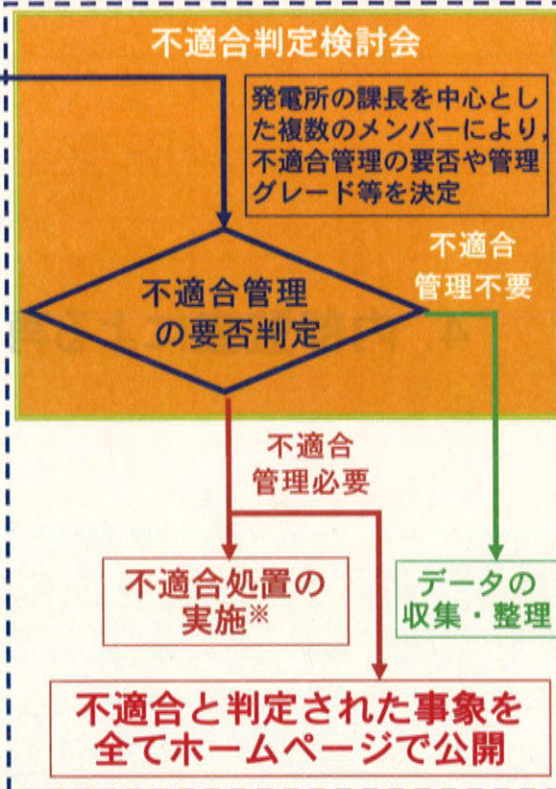 不適合判定検討会
発電所の課長を中心とし
た複数のメンバーにより,
不適合管理の要否や管理
グレード等を決定
不適合
管理不要
不適合管理
の要否判定
不適合
管理必要
不適合処置の
実施※
データの
収集・整理
不適合と判定された事象を
全てホームページで公開